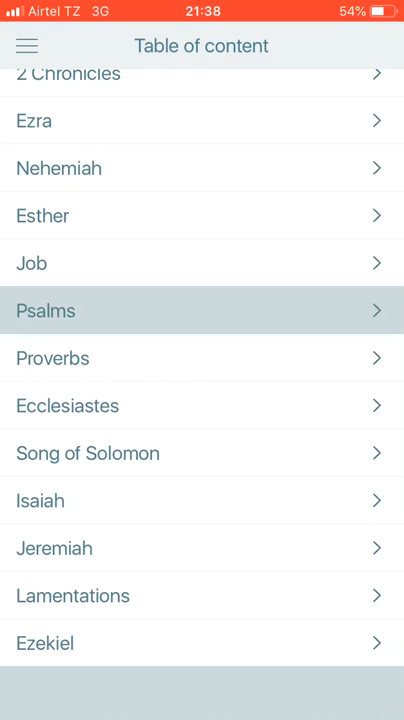 Airtel TZ 3G 21:38 54%
Table of content
2 Chronicles
Ezra
Nehemiah
Esther
Job
Psalms
Proverbs
Ecclesiastes
Song of Solomon
Isaiah
Jeremiah
Lamentations
Ezekiel